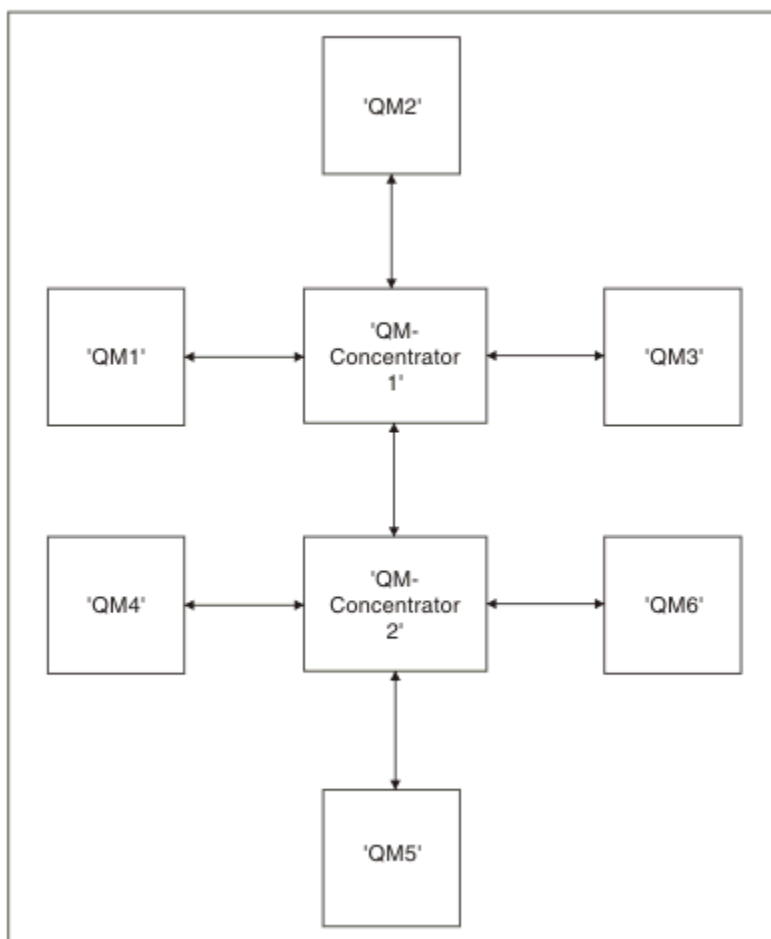 'QM2'
'QM1'
'QM-
Concentrator
1'
'QM3'
'QM4'
'QM-
Concentrator
2'
'QM6'
'QM5'